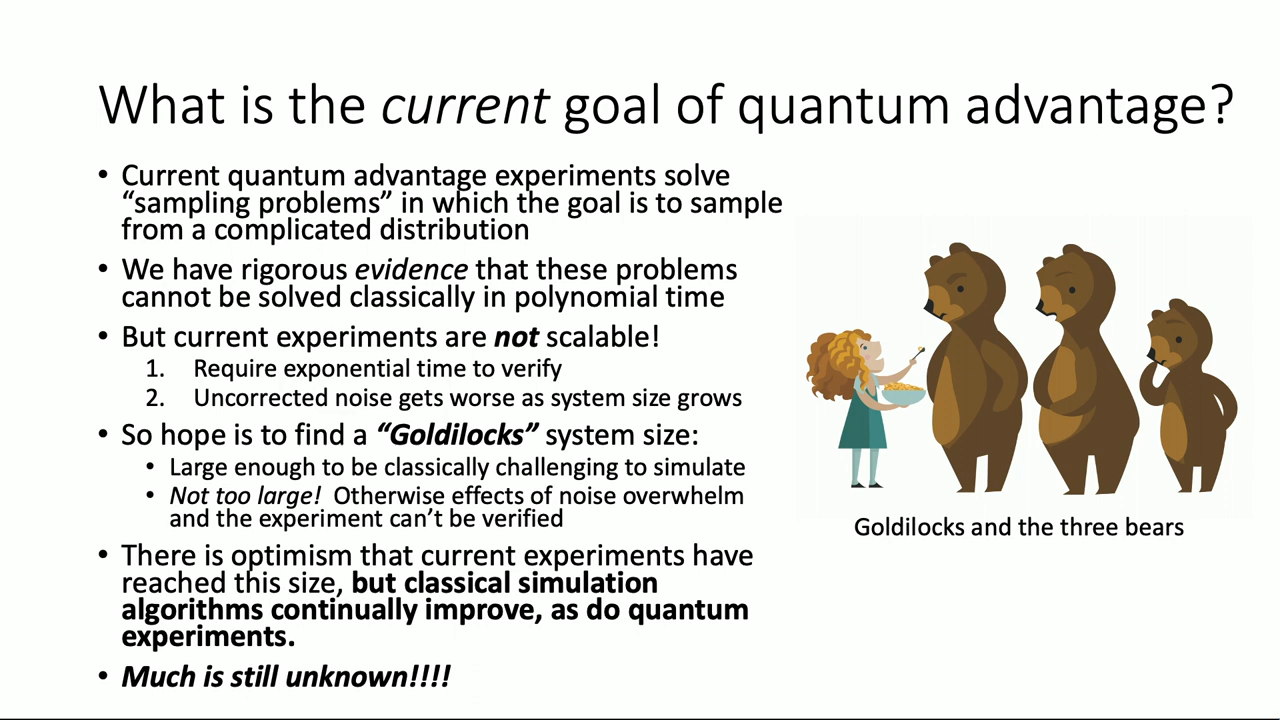 What is the current goal of quantum advantage?
• Current quantum advantage experiments solve
“sampling problems” in which the goal is to sample
from a complicated distribution
• We have rigorous evidence that these problems
cannot be solved classically in polynomial time
• But current experiments are not scalable!
1. Require exponential time to verify
2. Uncorrected noise gets worse as system size grows
• So hope is to find a “Goldilocks” system size:
• Large enough to be classically challenging to simulate
• Not too large! Otherwise effects of noise overwhelm
and the experiment can’t be verified
• There is optimism that current experiments have
reached this size, but classical simulation
algorithms continually improve, as do quantum
experiments.
• Much is still unknown!!!!
Goldilocks and the three bears